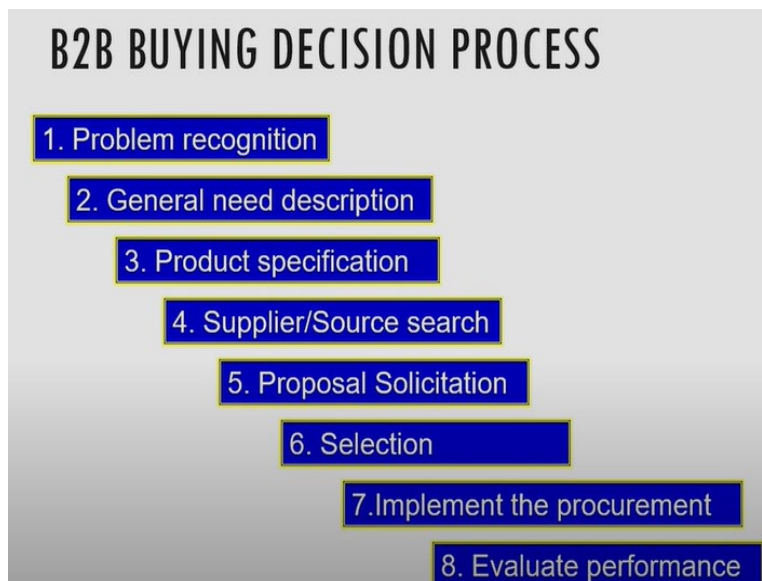 B2B BUYING DECISION PROCESS
1. Problem recognition
2. General need description
3. Product specification
4. Supplier/Source search
5. Proposal Solicitation
6. Selection
7.Implement the procurement
8. Evaluate performance